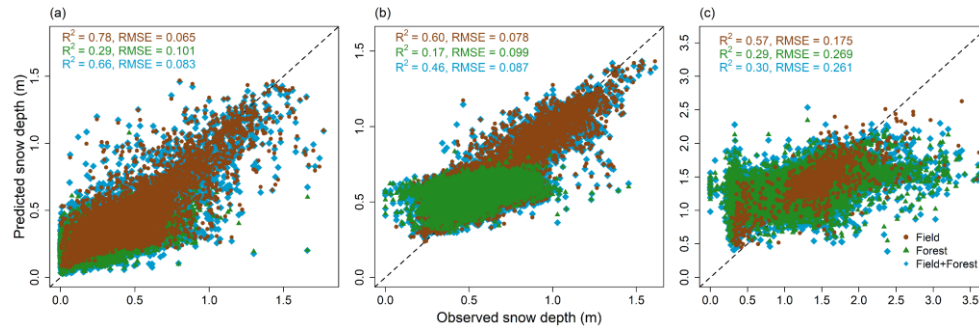 (a)
R² = 0.78, RMSE = 0.065
R² = 0.29, RMSE = 0.101
R² = 0.66, RMSE = 0.083
(b)
R² = 0.60, RMSE = 0.078
R² = 0.17, RMSE = 0.099
R² = 0.46, RMSE = 0.087
(c)
R² = 0.57, RMSE = 0.175
R² = 0.29, RMSE = 0.269
R² = 0.30, RMSE = 0.261
Predicted snow depth (m)
1.5
1.0
0.5
0.0
1.5
1.0
0.5
0.0
3.5
3.0
2.5
2.0
1.5
1.0
0.5
0.0
Field
Forest
Field+Forest
0.0 0.5 1.0 1.5
0.0 0.5 1.0 1.5
0.0 0.5 1.0 1.5 2.0 2.5 3.0 3.5
Observed snow depth (m)